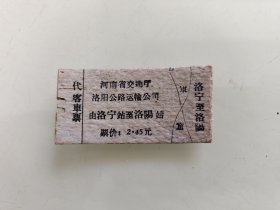 代客車票
河南省交通厅
洛阳公路运输公司
由洛宁站至洛陽站
票价：2.45元
洛宁至洛陽